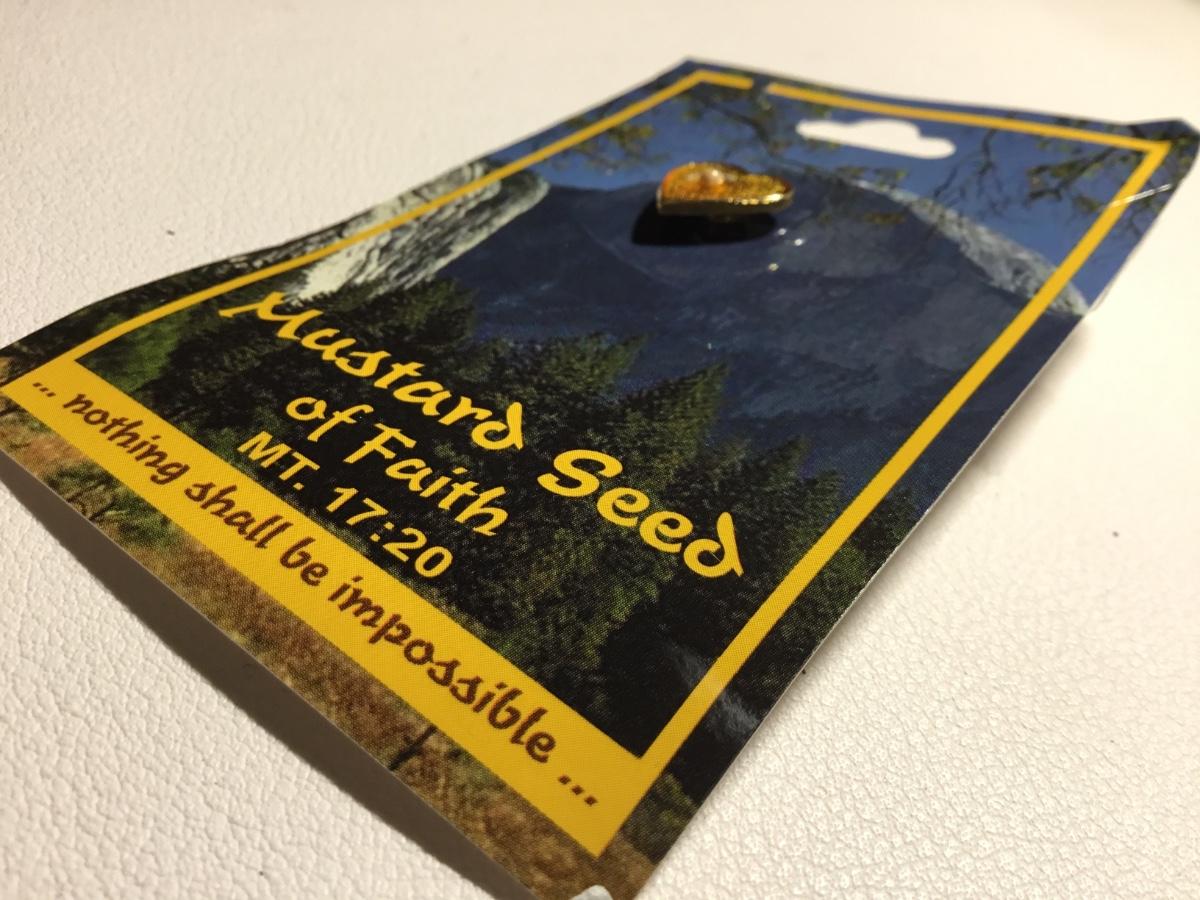 Mustard Seed
of Faith
MT. 17:20
... nothing shall be impossible ...